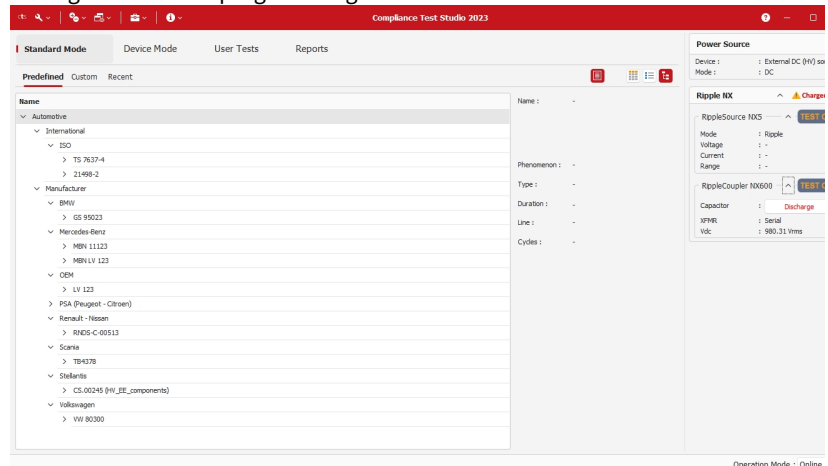 Compliance Test Studio 2023
Standard Mode
Device Mode
User Tests
Reports
Predefined
Custom
Recent
Name
Automotive
International
ISO
TS 7637-4
21498-2
Manufacturer
BMW
GS 95023
Mercedes-Benz
MBN 11123
MBN LV 123
OEM
LV 123
PSA (Peugeot - Citroen)
Renault - Nissan
RNDS-C-00513
Scania
TB4378
Stellantis
CS.00245 (HV_EE_components)
Volkswagen
VW 80300
Name : -
Phenomenon : -
Type : -
Duration : -
Line : -
Cycles : -
Power Source
Device : : External DC (HV) sou
Mode : : DC
Ripple NX
Charged
RippleSource NX5
TEST O
Mode : Ripple
Voltage : -
Current : -
Range : -
RippleCoupler NX600
TEST O
Capacitor : Discharge
XFMR : Serial
Vdc : 980.31 Vrms
Operation Mode : Online